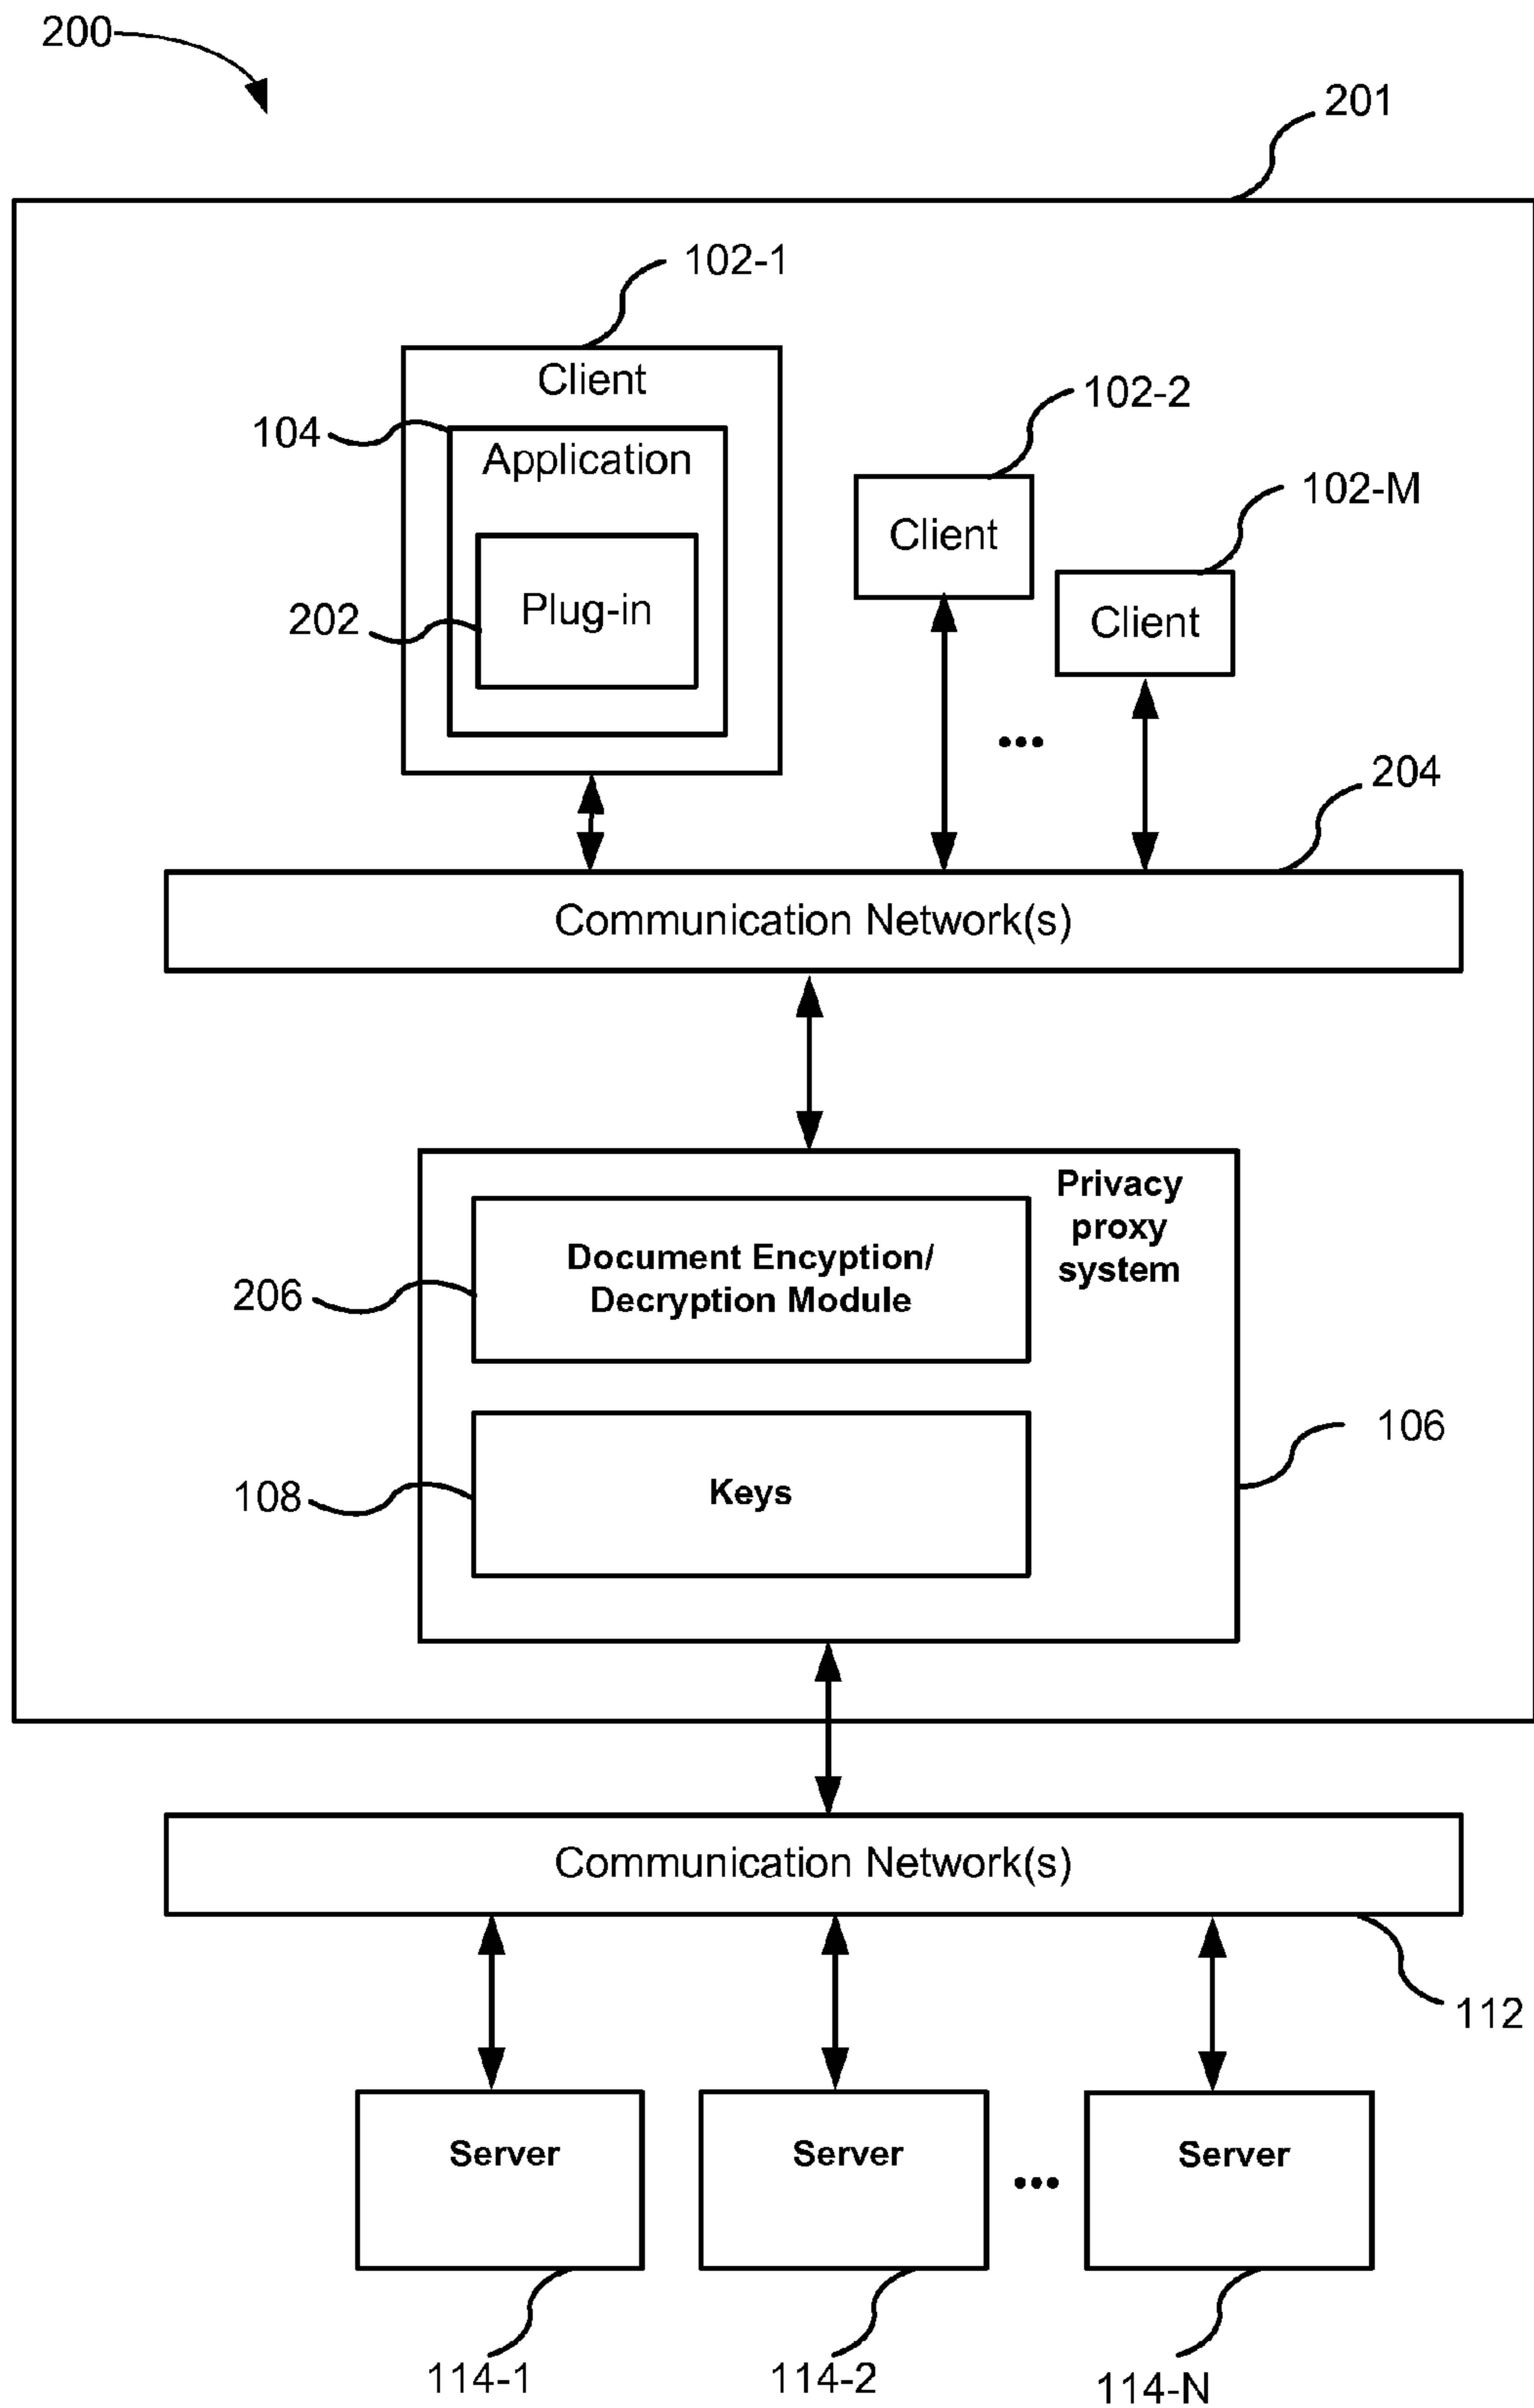 200
201
102-1
Client
102-2
104
Application
102-M
Client
202
Plug-in
Client
...
204
Communication Network(s)
Privacy
proxy
system
Document Encyption/
Decryption Module
206
106
108
Keys
Communication Network(s)
112
Server
Server
...
Server
114-1
114-2
114-N